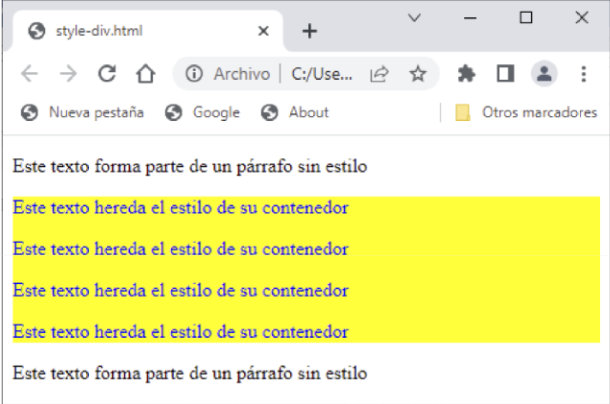 style-div.html
Archivo C:/Use...
Nueva pestaña Google About Otros marcadores
Este texto forma parte de un párrafo sin estilo
Este texto hereda el estilo de su contenedor
Este texto hereda el estilo de su contenedor
Este texto hereda el estilo de su contenedor
Este texto hereda el estilo de su contenedor
Este texto forma parte de un párrafo sin estilo